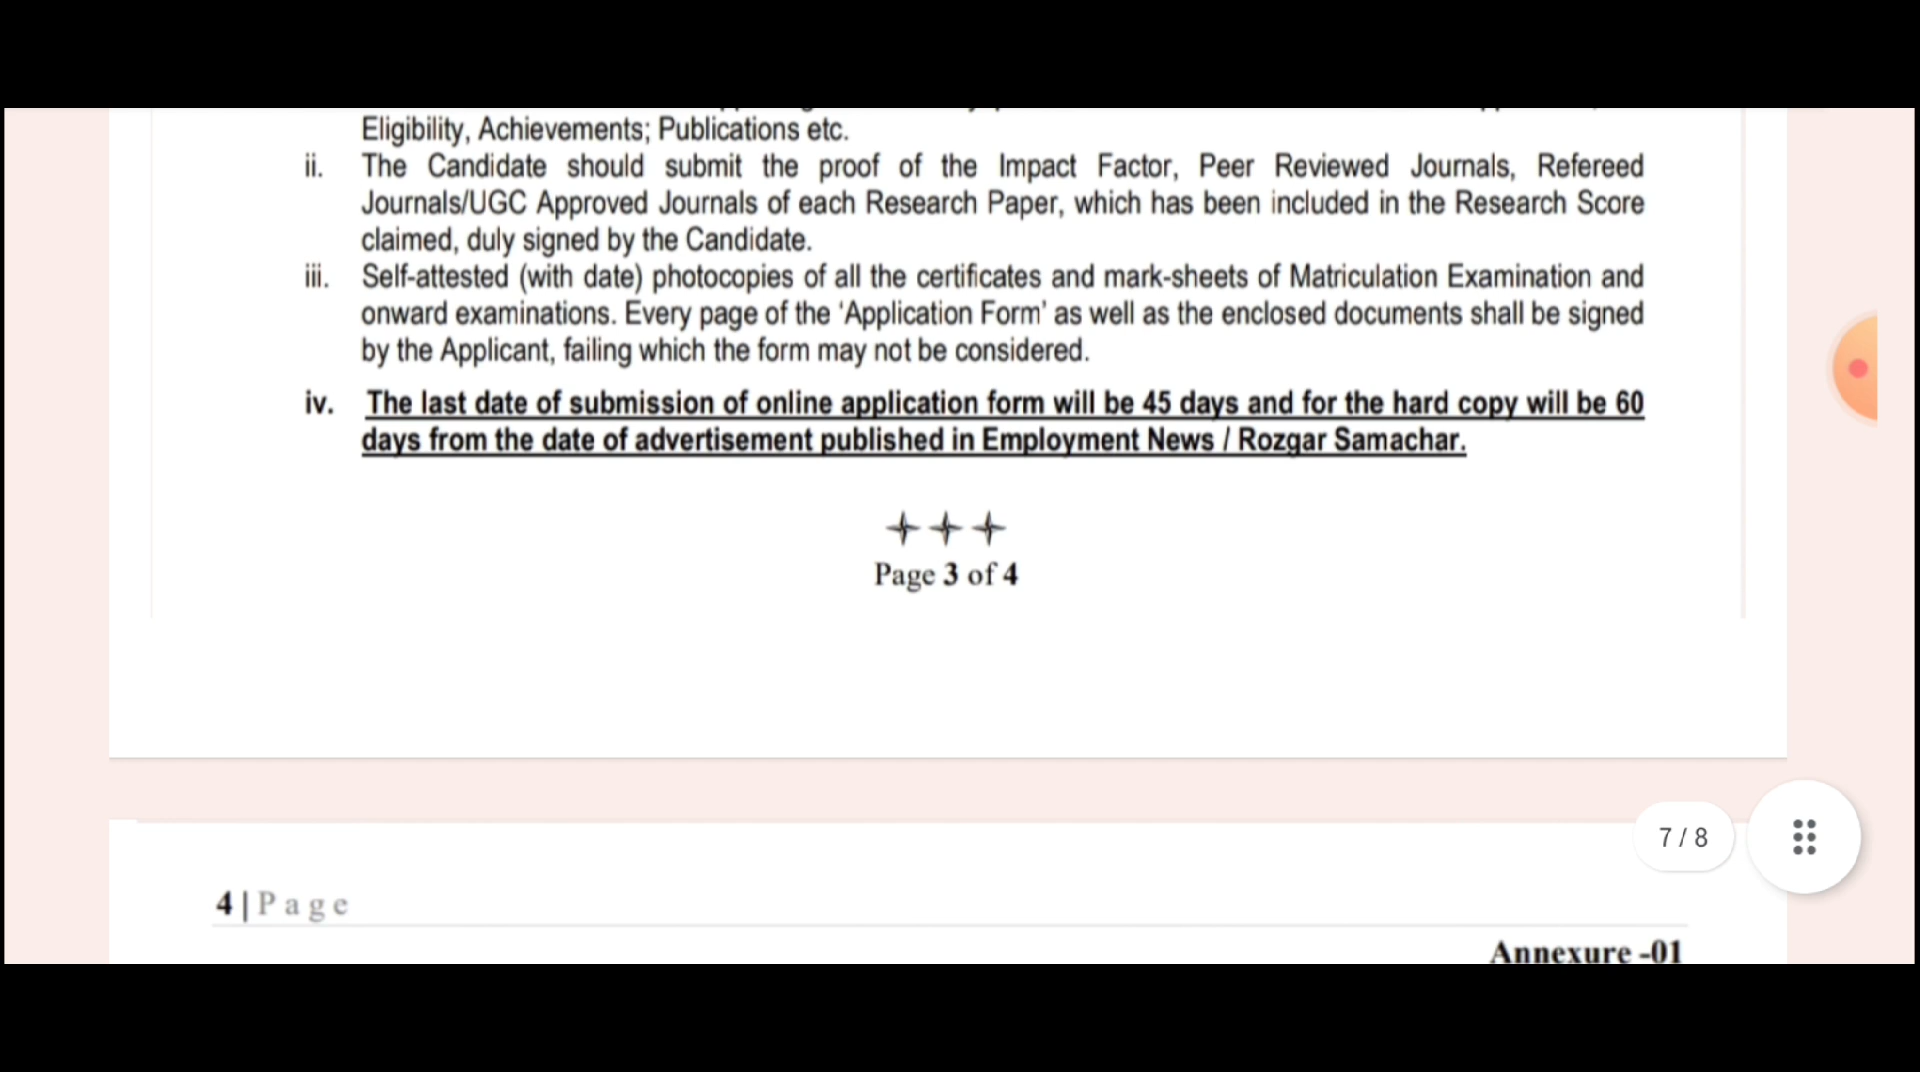 Eligibility, Achievements; Publications etc.
ii. The Candidate should submit the proof of the Impact Factor, Peer Reviewed Journals, Refereed
Journals/UGC Approved Journals of each Research Paper, which has been included in the Research Score
claimed, duly signed by the Candidate.
iii. Self-attested (with date) photocopies of all the certificates and mark-sheets of Matriculation Examination and
onward examinations. Every page of the ‘Application Form’ as well as the enclosed documents shall be signed
by the Applicant, failing which the form may not be considered.
iv. The last date of submission of online application form will be 45 days and for the hard copy will be 60
days from the date of advertisement published in Employment News / Rozgar Samachar.
Page 3 of 4
7 / 8
4 | P a g e
Annexure -01